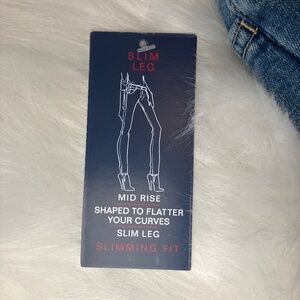 SLIM
LEG
MID RISE
SHAPED TO FLATTER
YOUR CURVES
SLIM LEG
SLIMMING FIT